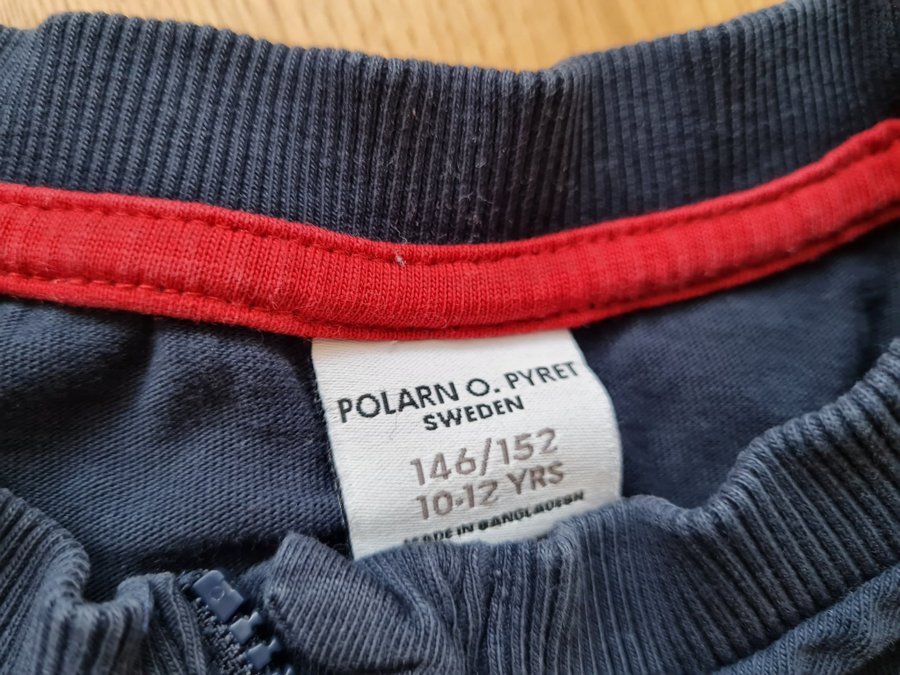 POLARN O. PYRET
SWEDEN
146/152
10-12 YRS
MADE IN BANGLADESH